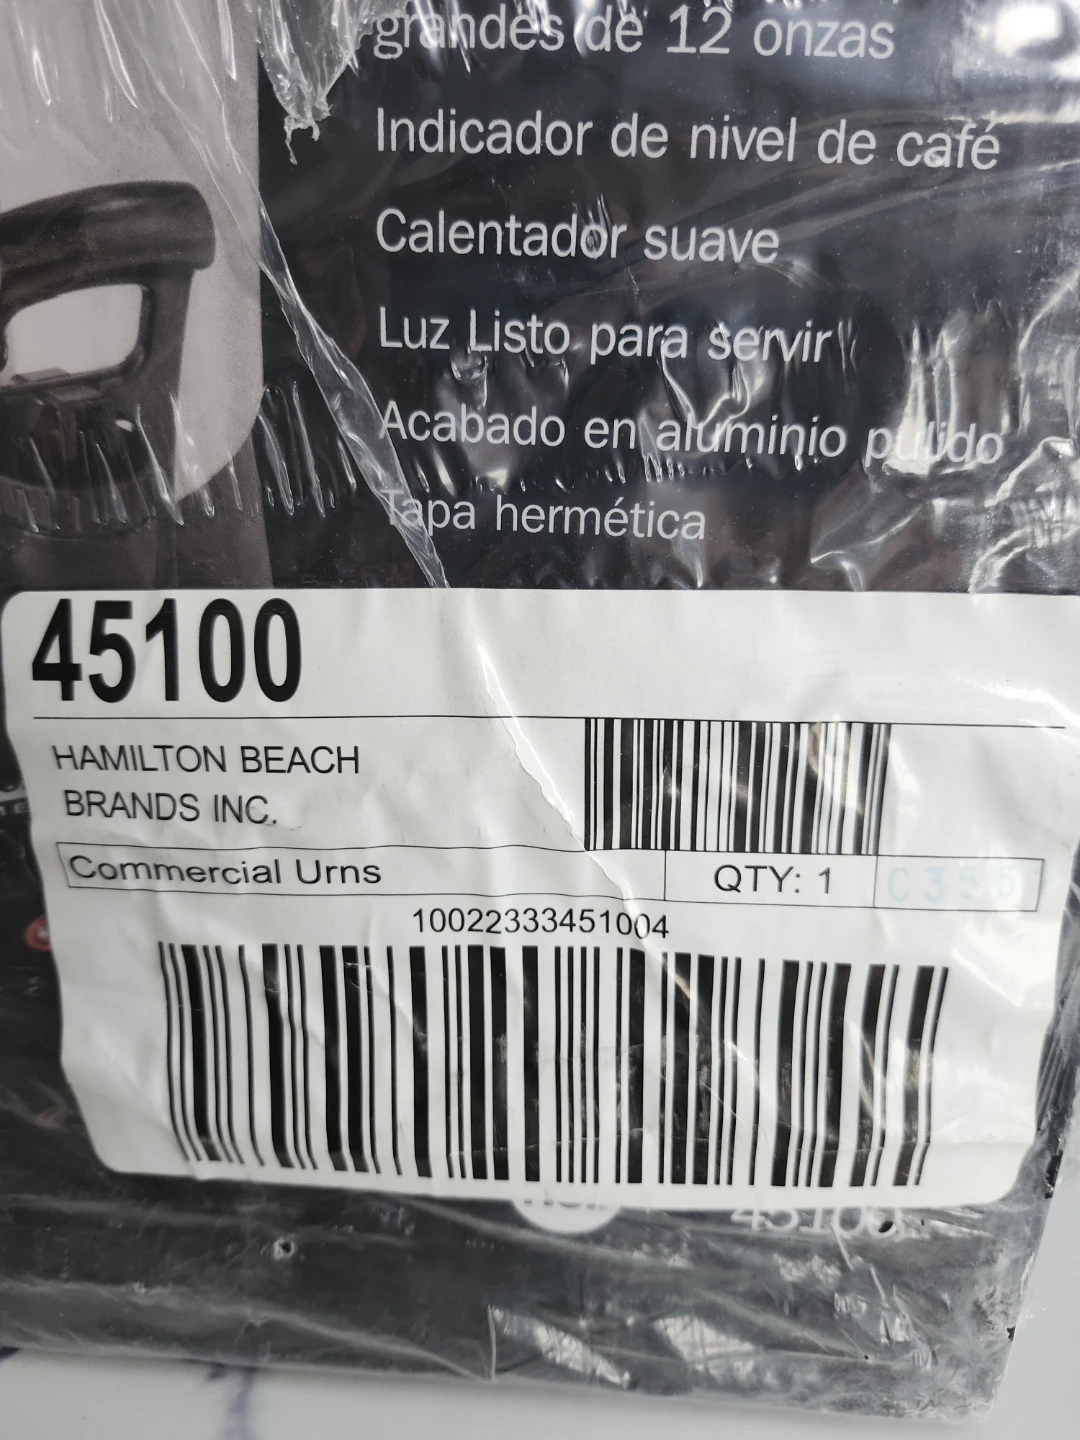 grandes de 12 onzas
Indicador de nivel de café
Calentador suave
Luz Listo para servir
Acabado en aluminio pulido
Tapa hermética
45100
HAMILTON BEACH
BRANDS INC.
Commercial Urns
QTY: 1
10022333451004
45100